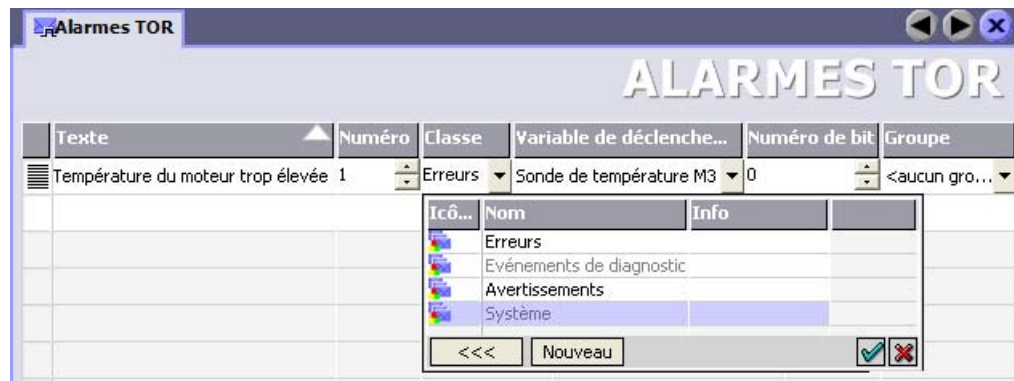 Alarmes TOR
ALARMES TOR
Texte Numéro Classe Variable de déclenche... Numéro de bit Groupe
Température du moteur trop élevée 1 Erreurs Sonde de température M3 0 <aucun gro...
Icô... Nom Info
Erreurs
Evénements de diagnostic
Avertissements
Système
<<< Nouveau